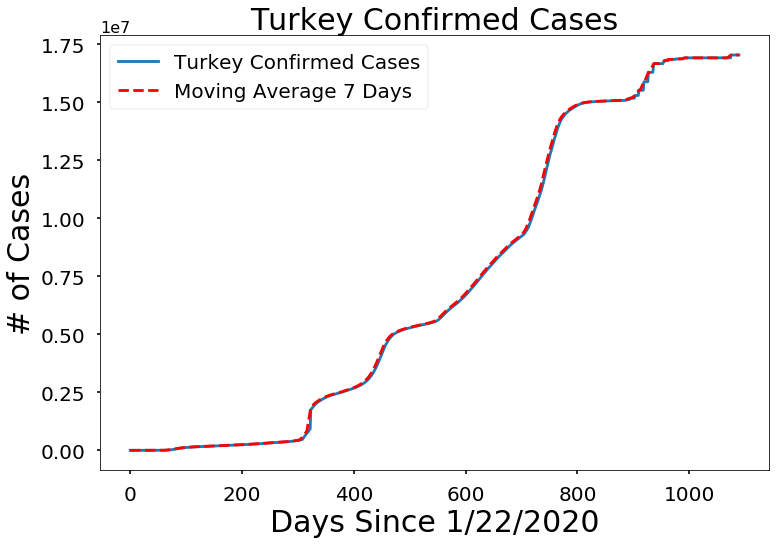 Turkey Confirmed Cases
1e7
1.75
1.50
1.25
1.00
0.75
0.50
0.25
0.00
# of Cases
Turkey Confirmed Cases
Moving Average 7 Days
0 200 400 600 800 1000
Days Since 1/22/2020